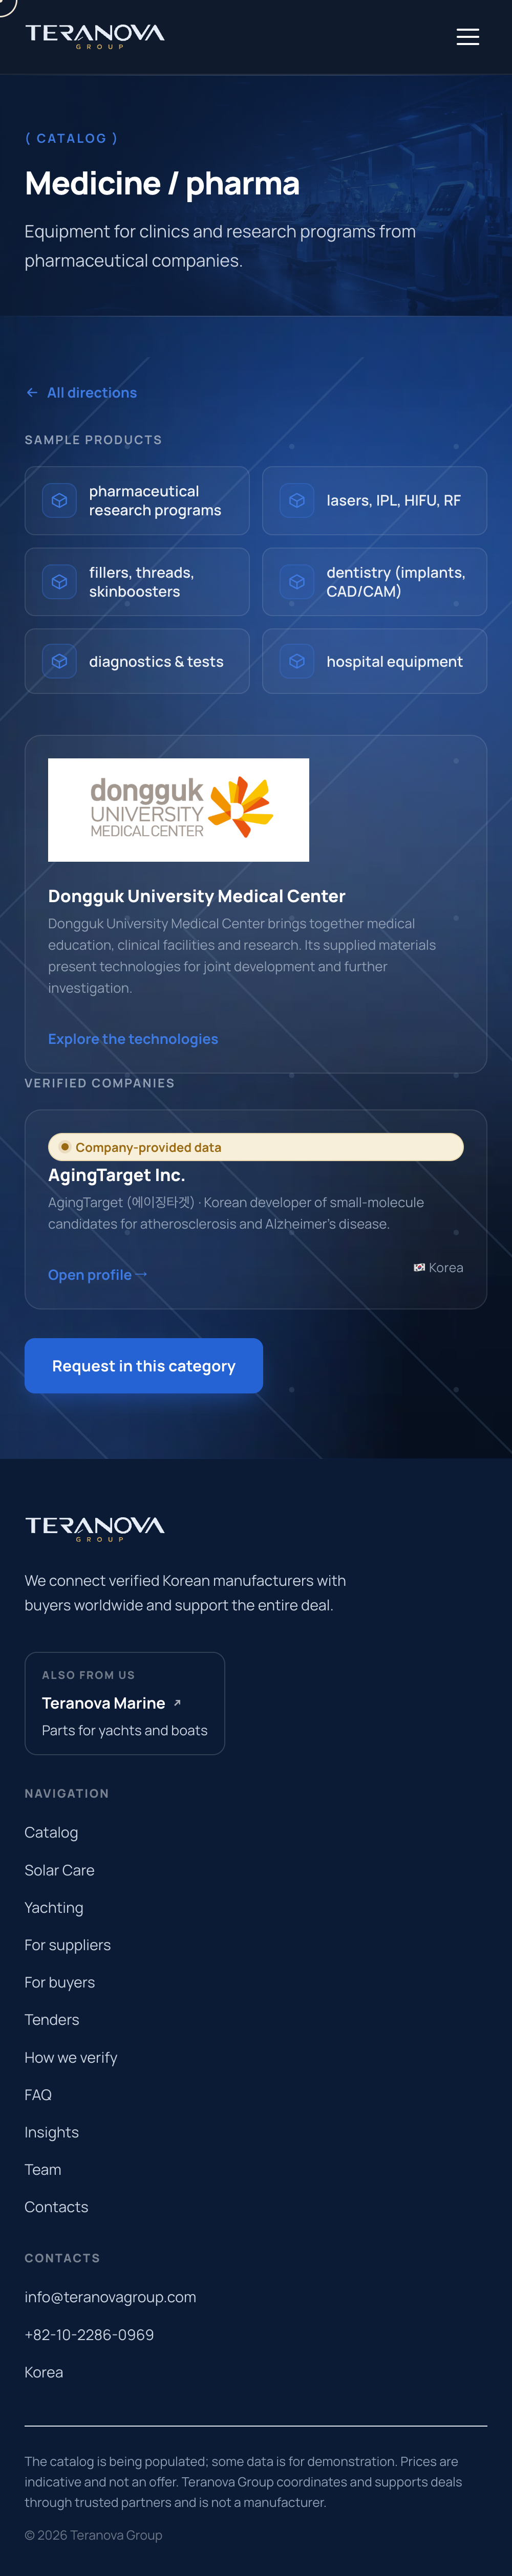 TERANOVA
GROUP
( CATALOG )
Medicine / pharma
Equipment for clinics and research programs from
pharmaceutical companies.
← All directions
SAMPLE PRODUCTS
pharmaceutical
research programs
lasers, IPL, HIFU, RF
fillers, threads,
skinboosters
dentistry (implants,
CAD/CAM)
diagnostics & tests
hospital equipment
dongguk
UNIVERSITY
MEDICAL CENTER
Dongguk University Medical Center
Dongguk University Medical Center brings together medical
education, clinical facilities and research. Its supplied materials
present technologies for joint development and further
investigation.
Explore the technologies
VERIFIED COMPANIES
Company-provided data
AgingTarget Inc.
AgingTarget (에이징타겟) · Korean developer of small-molecule
candidates for atherosclerosis and Alzheimer's disease.
Open profile →
🇰🇷 Korea
Request in this category
TERANOVA
GROUP
We connect verified Korean manufacturers with
buyers worldwide and support the entire deal.
ALSO FROM US
Teranova Marine ↗
Parts for yachts and boats
NAVIGATION
Catalog
Solar Care
Yachting
For suppliers
For buyers
Tenders
How we verify
FAQ
Insights
Team
Contacts
CONTACTS
info@teranovagroup.com
+82-10-2286-0969
Korea
The catalog is being populated; some data is for demonstration. Prices are
indicative and not an offer. Teranova Group coordinates and supports deals
through trusted partners and is not a manufacturer.
© 2026 Teranova Group